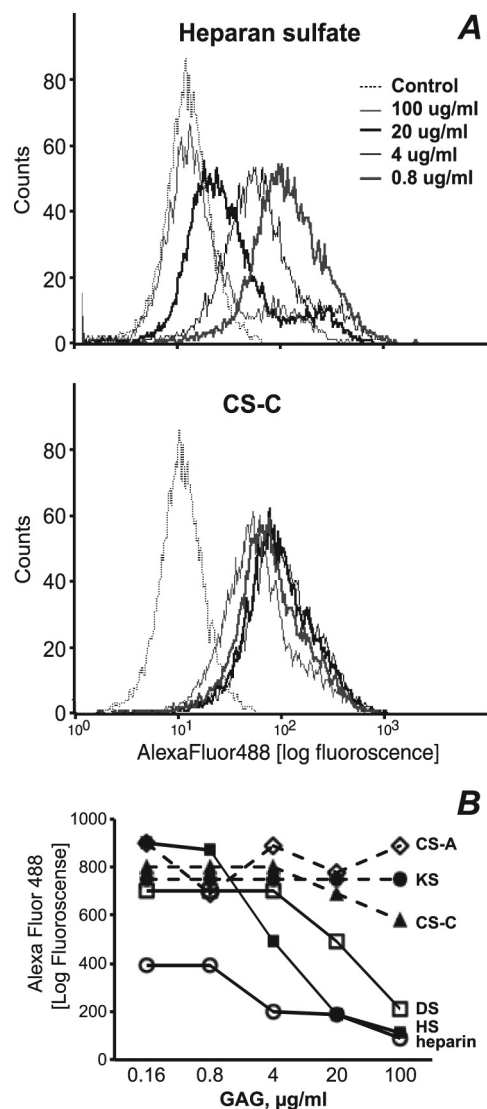 A
Heparan sulfate
Counts
80
60
40
20
0
Control
100 ug/ml
20 ug/ml
4 ug/ml
0.8 ug/ml
CS-C
Counts
80
60
40
20
0
10⁰ 10¹ 10² 10³
AlexaFluor488 [log fluoroscence]
B
Alexa Fluor 488
[Log Fluoroscense]
1000
800
600
400
200
0
CS-A
KS
CS-C
DS
HS
heparin
0.16 0.8 4 20 100
GAG, µg/ml